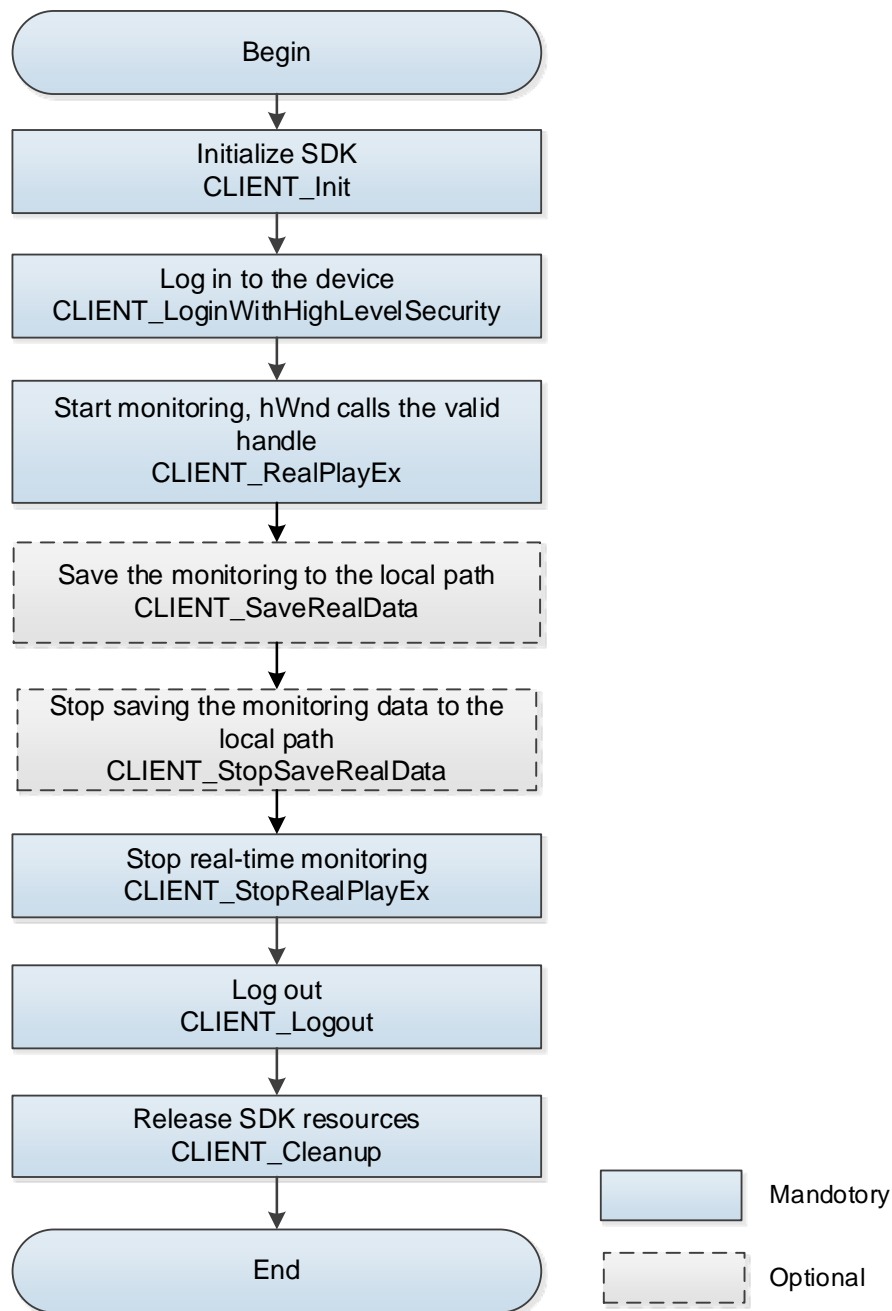 Begin
Initialize SDK
CLIENT_Init
Log in to the device
CLIENT_LoginWithHighLevelSecurity
Start monitoring, hWnd calls the valid
handle
CLIENT_RealPlayEx
Save the monitoring to the local path
CLIENT_SaveRealData
Stop saving the monitoring data to the
local path
CLIENT_StopSaveRealData
Stop real-time monitoring
CLIENT_StopRealPlayEx
Log out
CLIENT_Logout
Release SDK resources
CLIENT_Cleanup
End
Mandotory
Optional